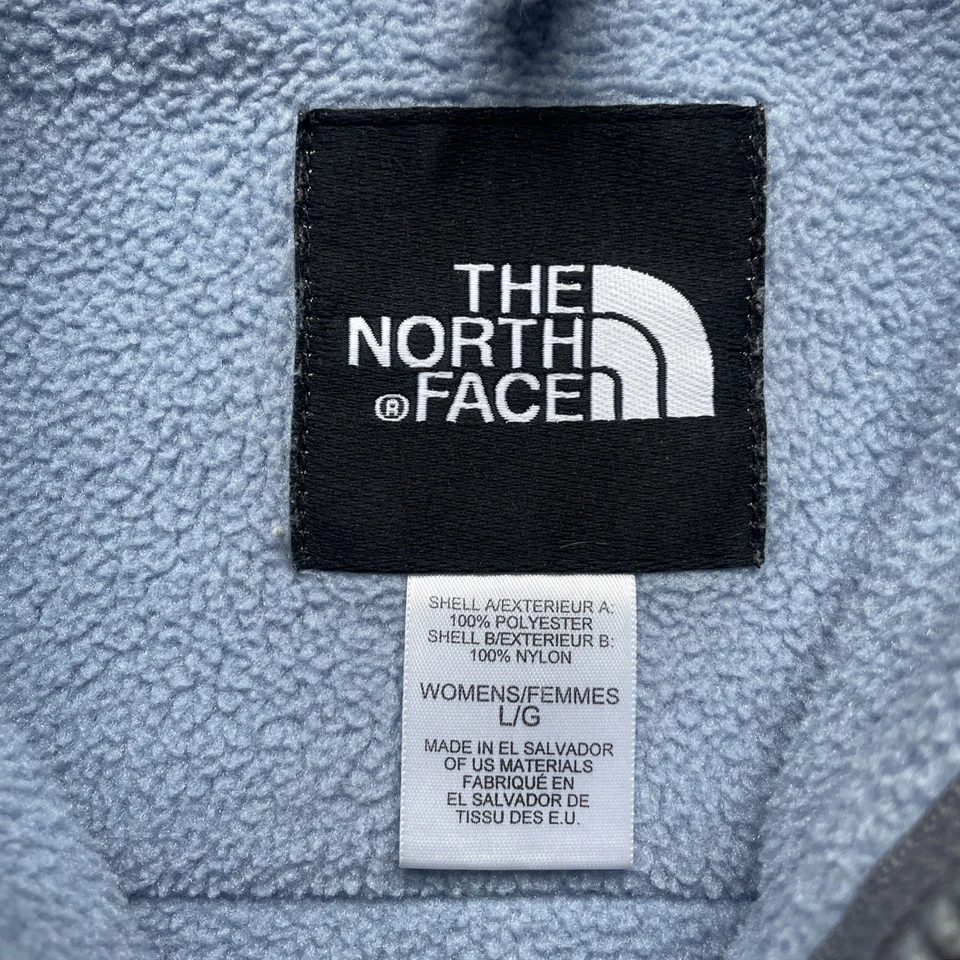 THE
NORTH
® FACE
SHELL A/EXTERIEUR A:
100% POLYESTER
SHELL B/EXTERIEUR B:
100% NYLON
WOMENS/FEMMES
L/G
MADE IN EL SALVADOR
OF US MATERIALS
FABRIQUÉ EN
EL SALVADOR DE
TISSU DES E.U.